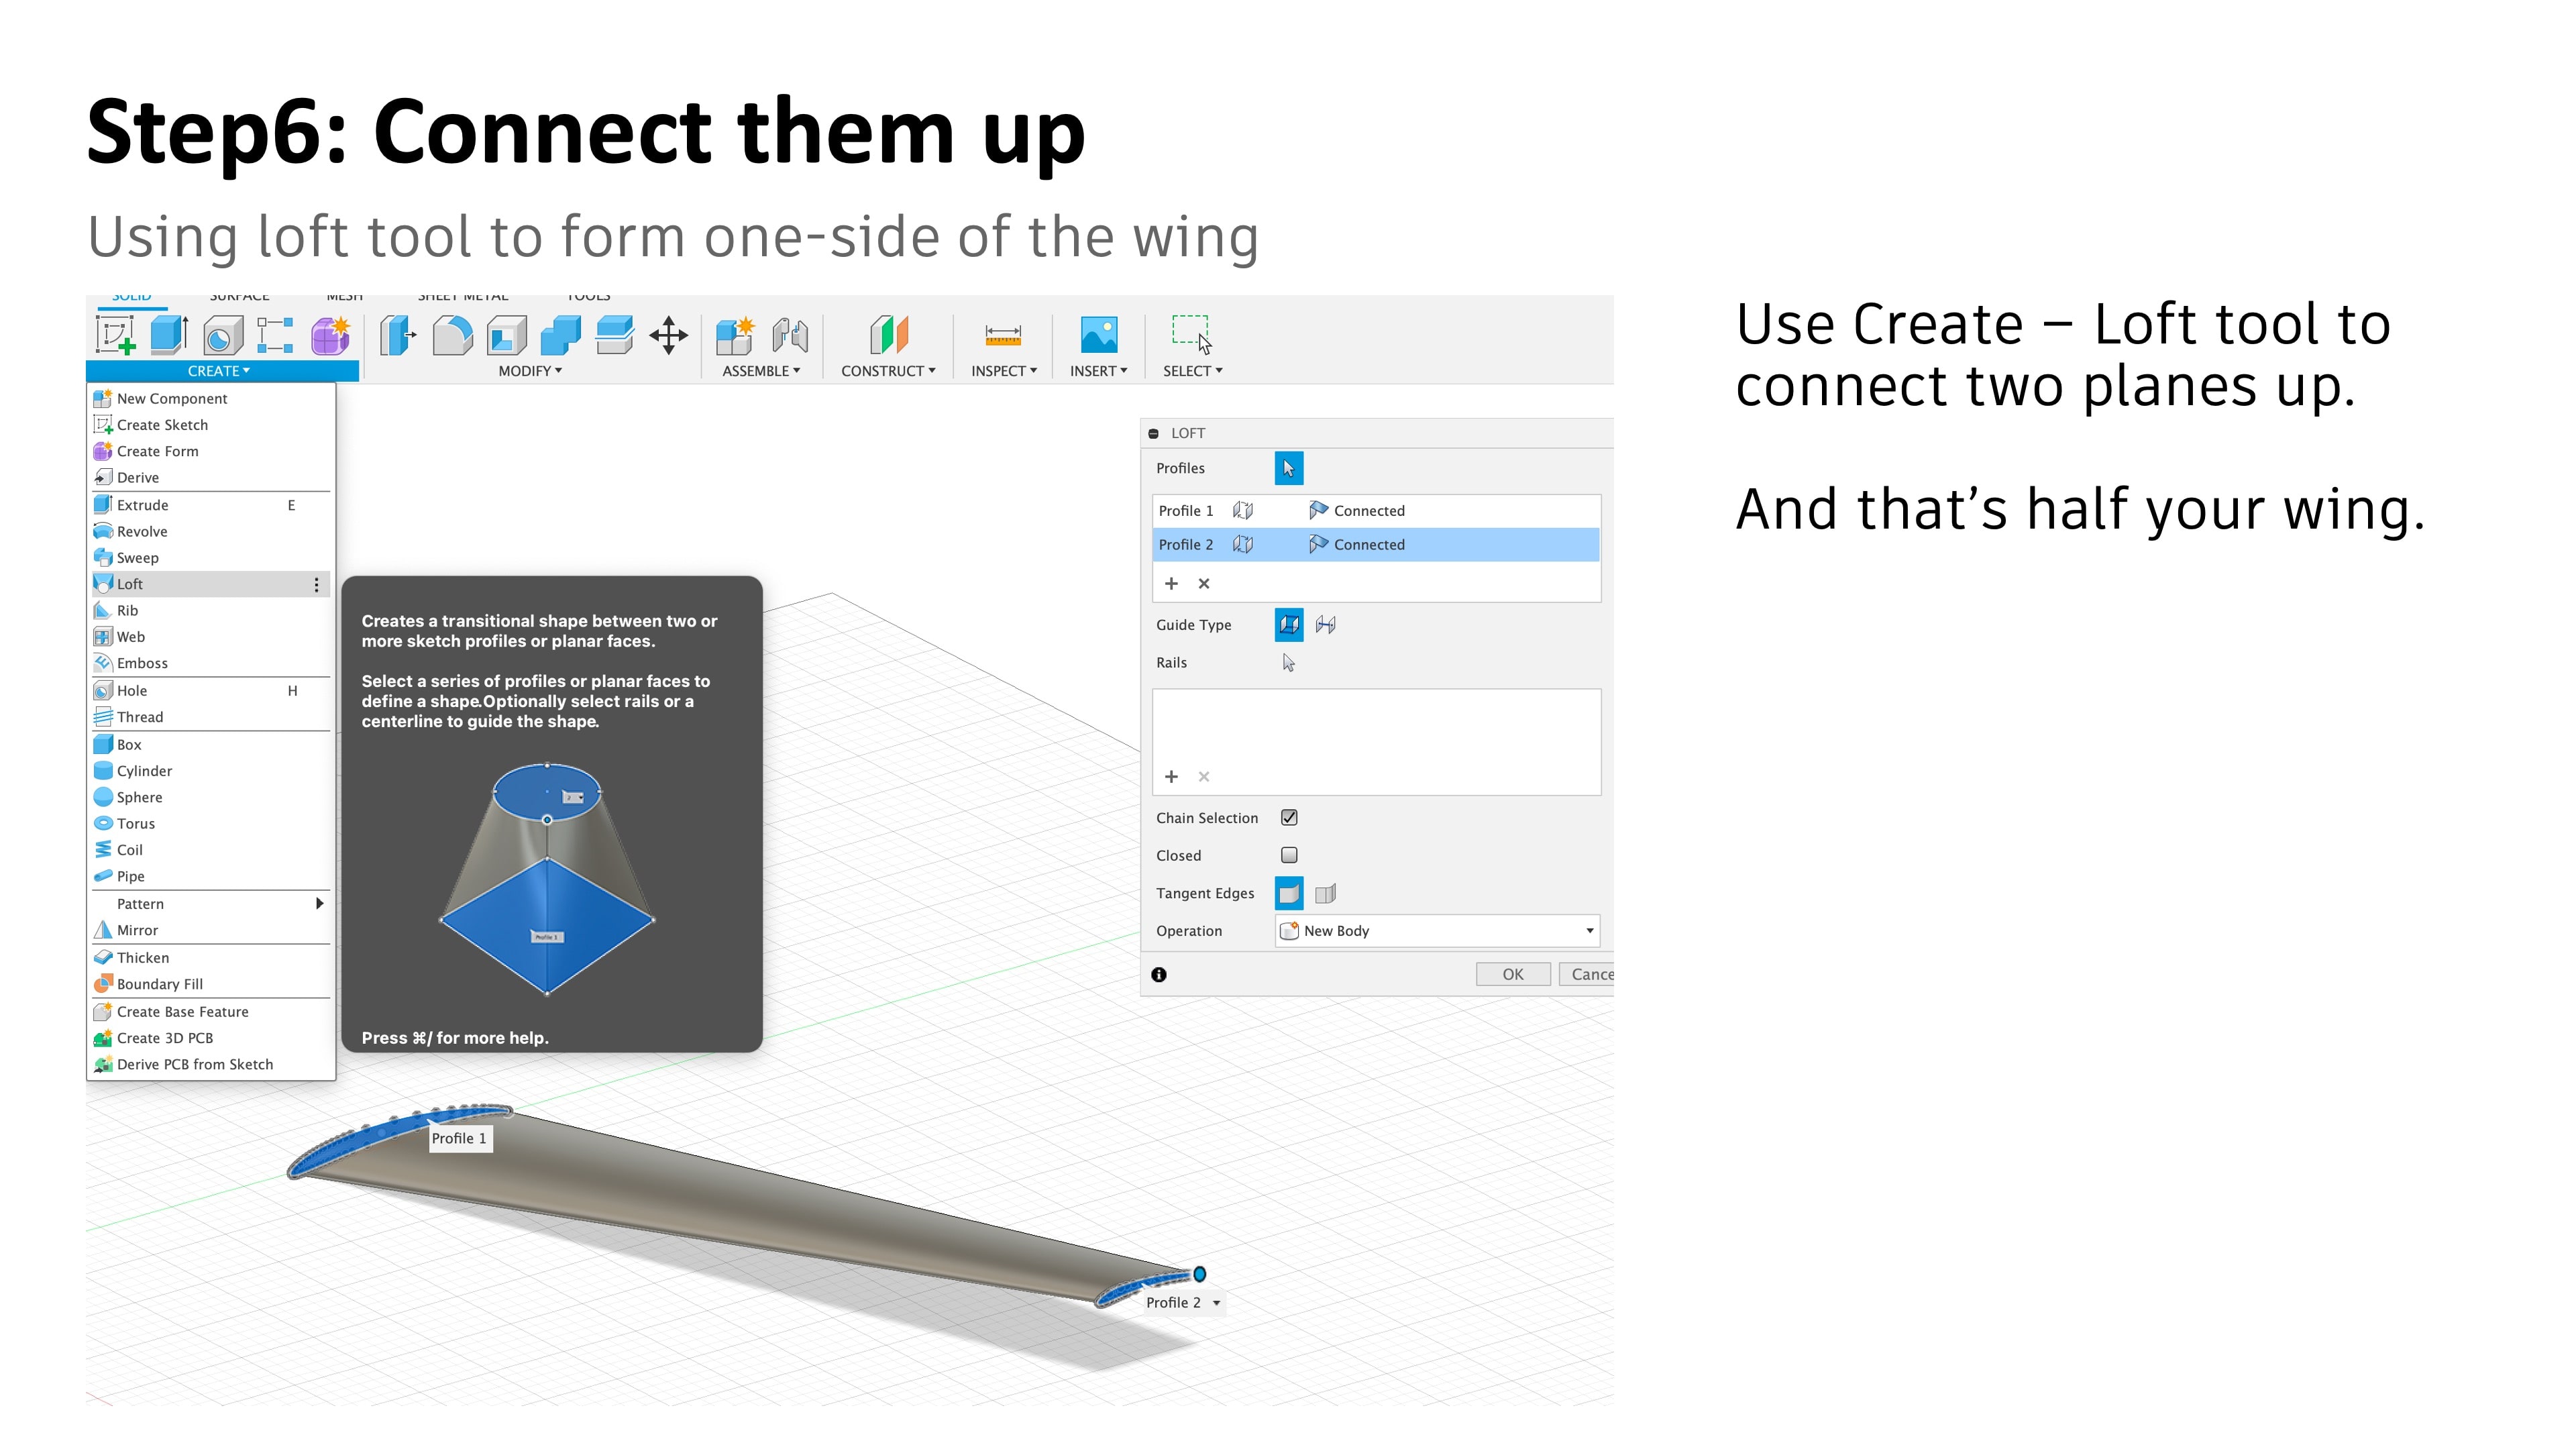 Step6: Connect them up
Using loft tool to form one-side of the wing
SOLID SURFACE MESH SHEET METAL TOOLS
CREATE MODIFY ASSEMBLE CONSTRUCT INSPECT INSERT SELECT
New Component
Create Sketch
Create Form
Derive
Extrude E
Revolve
Sweep
Loft
Rib
Web
Emboss
Hole H
Thread
Box
Cylinder
Sphere
Torus
Coil
Pipe
Pattern
Mirror
Thicken
Boundary Fill
Create Base Feature
Create 3D PCB
Derive PCB from Sketch
Creates a transitional shape between two or
more sketch profiles or planar faces.
Select a series of profiles or planar faces to
define a shape.Optionally select rails or a
centerline to guide the shape.
2
Profile 1
Press ⌘/ for more help.
LOFT
Profiles
Profile 1 Connected
Profile 2 Connected
Guide Type
Rails
Chain Selection
Closed
Tangent Edges
Operation New Body
OK Cance
Profile 1
Profile 2
Use Create – Loft tool to
connect two planes up.
And that’s half your wing.